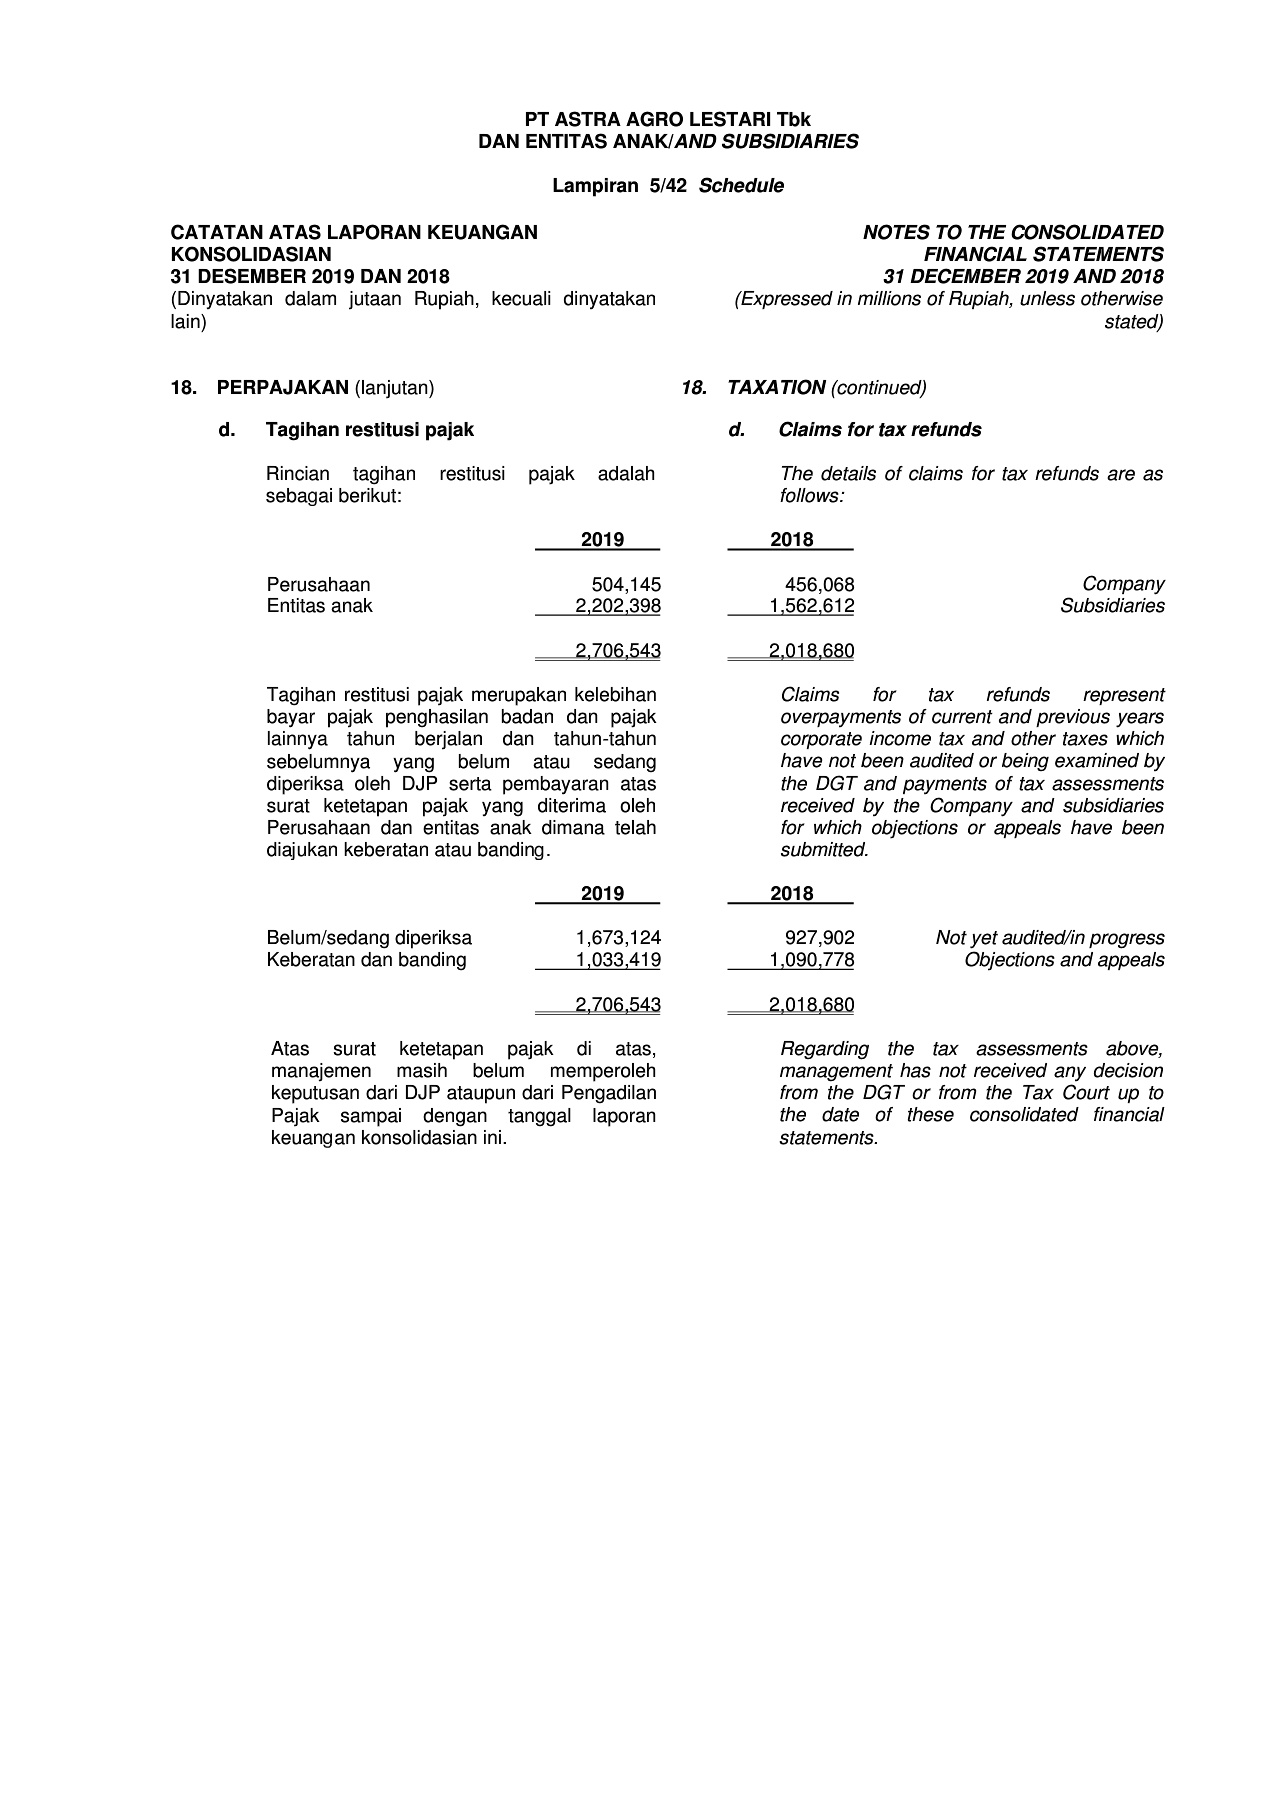 PT ASTRA AGRO LESTARI Tbk
DAN ENTITAS ANAK/AND SUBSIDIARIES
Lampiran 5/42 Schedule
CATATAN ATAS LAPORAN KEUANGAN
KONSOLIDASIAN
31 DESEMBER 2019 DAN 2018
(Dinyatakan dalam jutaan Rupiah, kecuali dinyatakan
lain)
NOTES TO THE CONSOLIDATED
FINANCIAL STATEMENTS
31 DECEMBER 2019 AND 2018
(Expressed in millions of Rupiah, unless otherwise
stated)
18. PERPAJAKAN (lanjutan)
18. TAXATION (continued)
d. Tagihan restitusi pajak
d. Claims for tax refunds
Rincian tagihan restitusi pajak adalah
sebagai berikut:
The details of claims for tax refunds are as
follows:
2019 2018
Perusahaan 504,145 456,068 Company
Entitas anak 2,202,398 1,562,612 Subsidiaries
2,706,543 2,018,680
Tagihan restitusi pajak merupakan kelebihan
bayar pajak penghasilan badan dan pajak
lainnya tahun berjalan dan tahun-tahun
sebelumnya yang belum atau sedang
diperiksa oleh DJP serta pembayaran atas
surat ketetapan pajak yang diterima oleh
Perusahaan dan entitas anak dimana telah
diajukan keberatan atau banding.
Claims for tax refunds represent
overpayments of current and previous years
corporate income tax and other taxes which
have not been audited or being examined by
the DGT and payments of tax assessments
received by the Company and subsidiaries
for which objections or appeals have been
submitted.
2019 2018
Belum/sedang diperiksa 1,673,124 927,902 Not yet audited/in progress
Keberatan dan banding 1,033,419 1,090,778 Objections and appeals
2,706,543 2,018,680
Atas surat ketetapan pajak di atas,
manajemen masih belum memperoleh
keputusan dari DJP ataupun dari Pengadilan
Pajak sampai dengan tanggal laporan
keuangan konsolidasian ini.
Regarding the tax assessments above,
management has not received any decision
from the DGT or from the Tax Court up to
the date of these consolidated financial
statements.